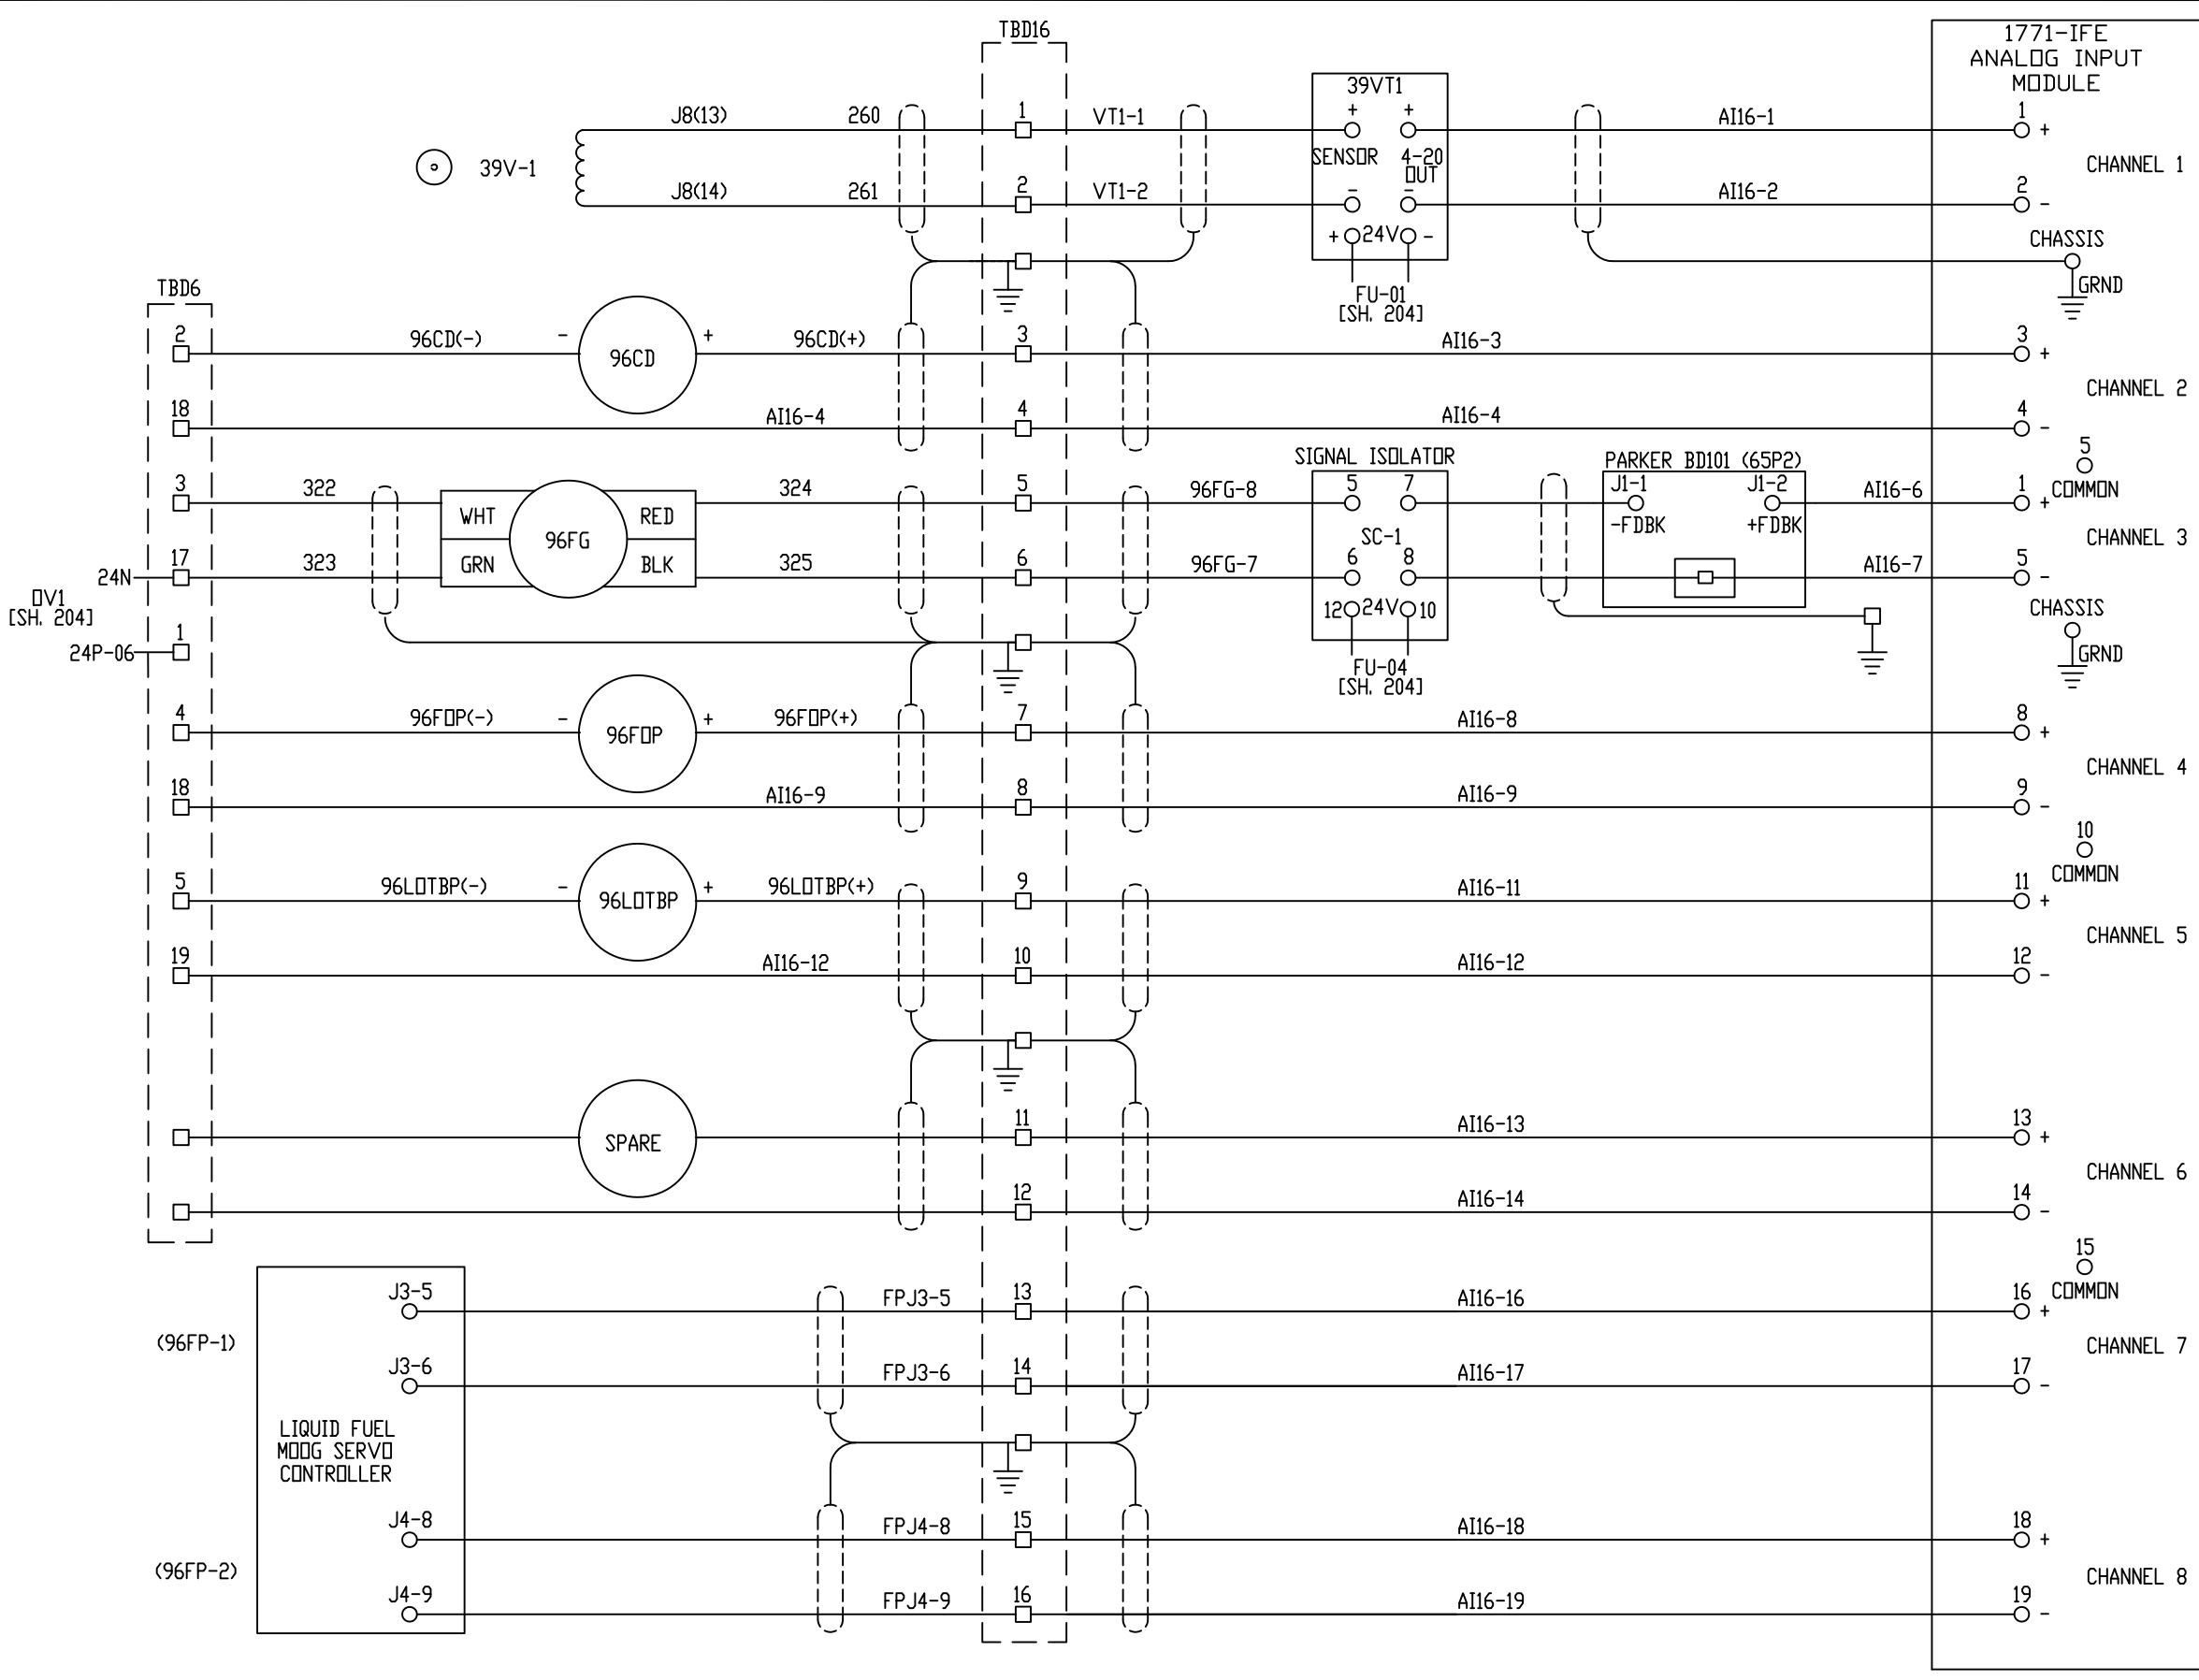 TBD16
1771-IFE
ANALOG INPUT
MODULE
39VT1
J8(13) 260 1 VT1-1 + + AI16-1 1 +
39V-1 SENSOR 4-20 OUT CHANNEL 1
J8(14) 261 2 VT1-2 - - AI16-2 2 -
+ 24V -
CHASSIS
GRND
FU-01
[SH. 204]
TBD6
2 96CD(-) - 96CD + 96CD(+) 3 AI16-3 3 +
CHANNEL 2
18 AI16-4 4 AI16-4 4 -
SIGNAL ISOLATOR PARKER BD101 (65P2) 5
COMMON
3 322 WHT RED 324 5 96FG-8 5 7 J1-1 J1-2 AI16-6 1 +
-FDBK +FDBK
96FG SC-1 CHANNEL 3
24N 17 323 GRN BLK 325 6 96FG-7 6 8 AI16-7 5 -
0V1
[SH. 204]
12 24V 10
CHASSIS
GRND
24P-06 1
FU-04
[SH. 204]
4 96FOP(-) - 96FOP + 96FOP(+) 7 AI16-8 8 +
CHANNEL 4
18 AI16-9 8 AI16-9 9 -
10
COMMON
5 96LOTBP(-) - 96LOTBP + 96LOTBP(+) 9 AI16-11 11 +
CHANNEL 5
19 AI16-12 10 AI16-12 12 -
SPARE 11 AI16-13 13 +
CHANNEL 6
12 AI16-14 14 -
15
COMMON
J3-5 FPJ3-5 13 AI16-16 16 +
(96FP-1) CHANNEL 7
J3-6 FPJ3-6 14 AI16-17 17 -
LIQUID FUEL
MOOG SERVO
CONTROLLER
J4-8 FPJ4-8 15 AI16-18 18 +
(96FP-2) CHANNEL 8
J4-9 FPJ4-9 16 AI16-19 19 -